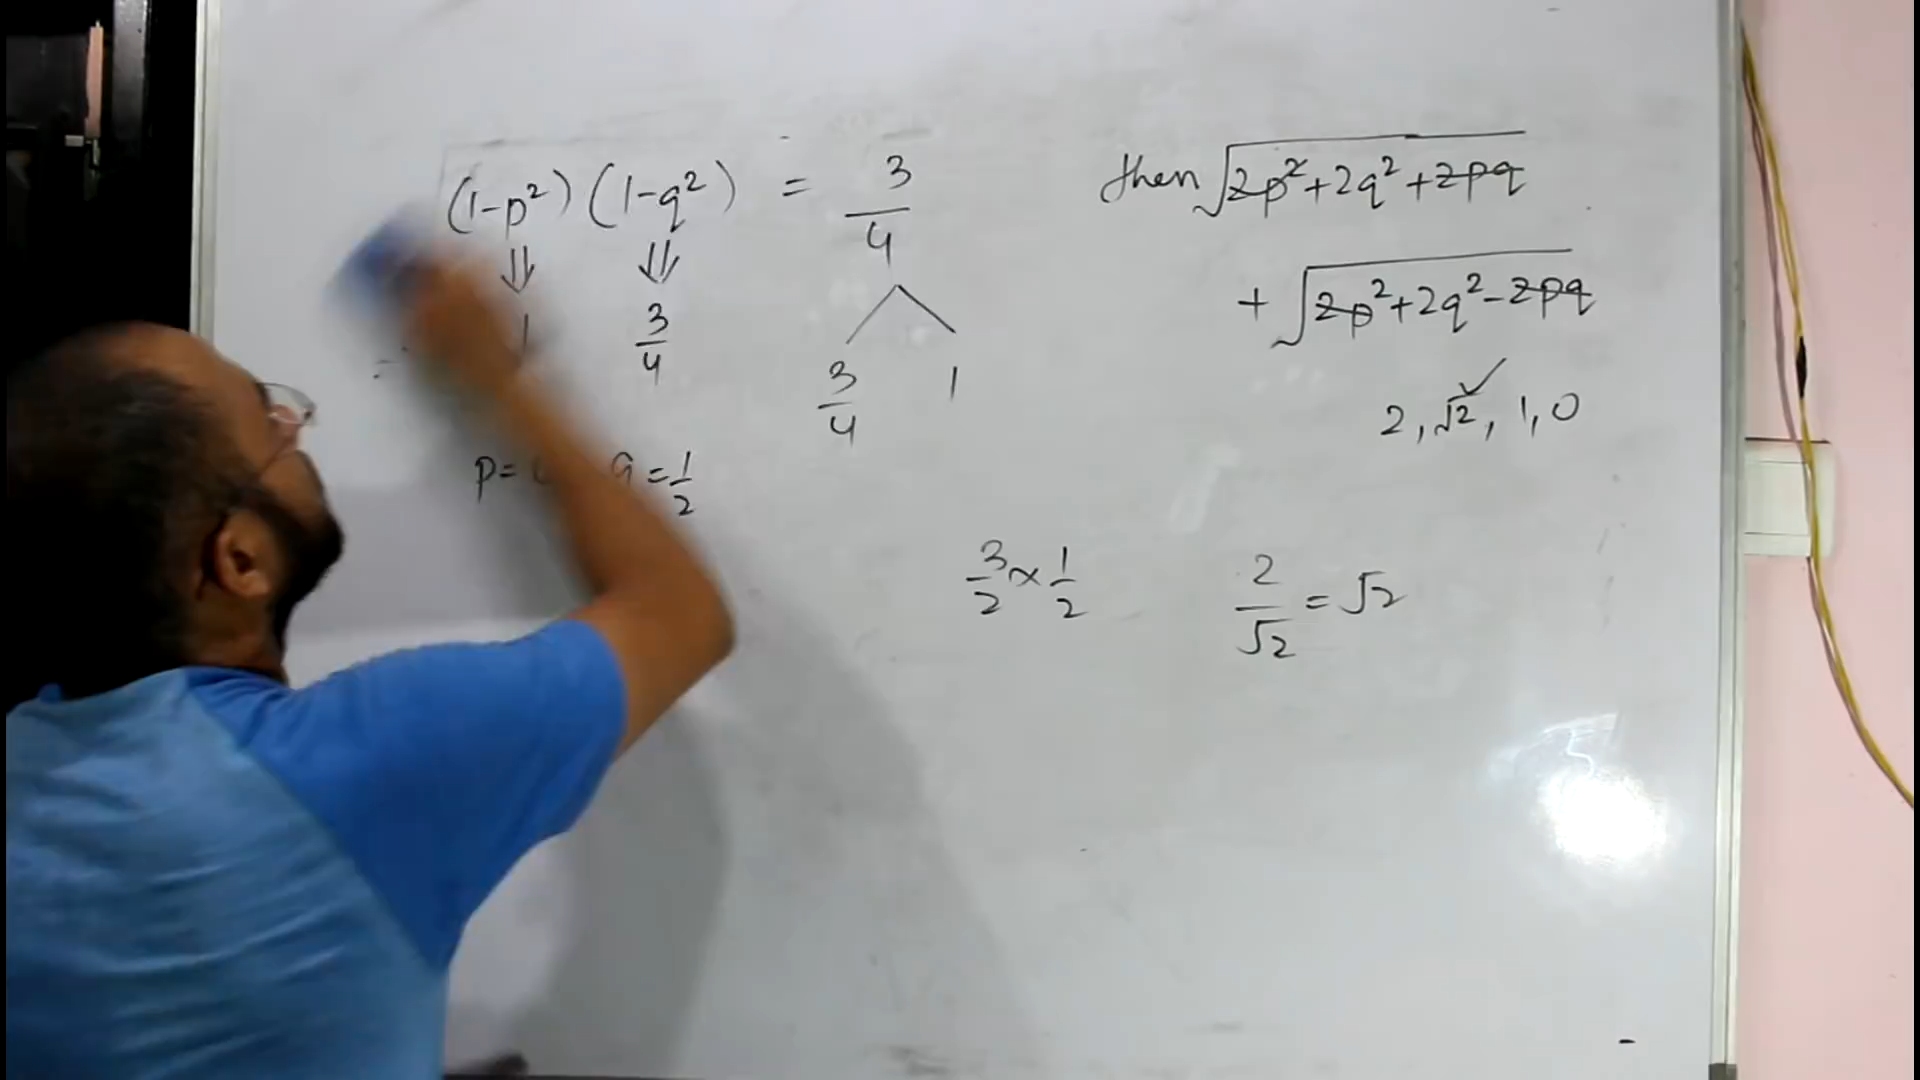 (1-p²) (1-q²) = 3/4
⇓ ⇓
1 3/4
3/4 1
p= q=1/2
then √2p²+2q²+2pq
+ √2p²+2q²-2pq
2, √2, 1, 0 ✓
3/2 × 1/2
2/√2 = √2